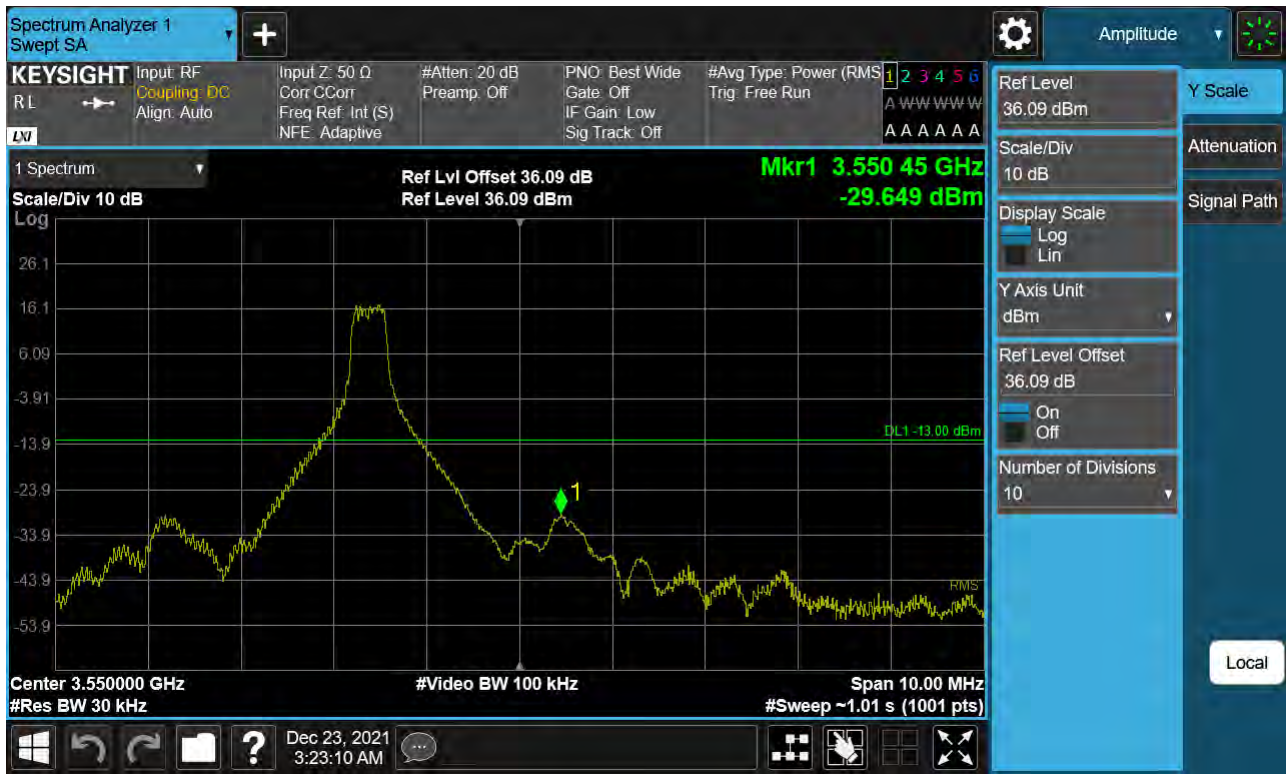 Spectrum Analyzer 1
Swept SA
+
Amplitude
KEYSIGHT
RL
LXI
Input: RF
Coupling: DC
Align: Auto
Input Z: 50 Ω
Corr CCorr
Freq Ref: Int (S)
NFE: Adaptive
#Atten: 20 dB
Preamp: Off
PNO: Best Wide
Gate: Off
IF Gain: Low
Sig Track: Off
#Avg Type: Power (RMS
Trig: Free Run
1 2 3 4 5 6
A W W W W W
A A A A A A
1 Spectrum
Scale/Div 10 dB
Ref Lvl Offset 36.09 dB
Ref Level 36.09 dBm
Mkr1 3.550 45 GHz
-29.649 dBm
Log
26.1
16.1
6.09
-3.91
-13.9
-23.9
-33.9
-43.9
-53.9
DL1 -13.00 dBm
1
RMS
Center 3.550000 GHz
#Res BW 30 kHz
#Video BW 100 kHz
Span 10.00 MHz
#Sweep ~1.01 s (1001 pts)
Ref Level
36.09 dBm
Scale/Div
10 dB
Display Scale
Log
Lin
Y Axis Unit
dBm
Ref Level Offset
36.09 dB
On
Off
Number of Divisions
10
Y Scale
Attenuation
Signal Path
Local
?
Dec 23, 2021
3:23:10 AM